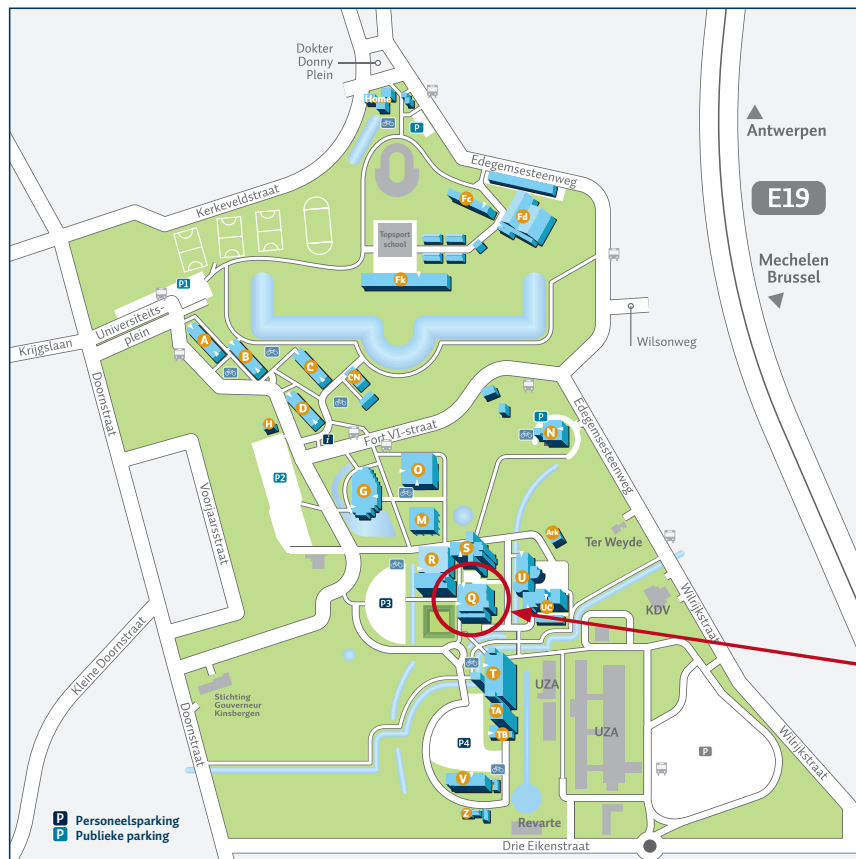 Dokter
Donny
Plein
Home
P
Antwerpen
E19
Mechelen
Brussel
Edegemsesteenweg
Kerkeveldstraat
Fc
Fd
Topsport
school
Fk
P1
Universiteits-
plein
Krijgslaan
Wilsonweg
A
B
C
CN
D
H
i
Fort VI-straat
P
N
Edegemsesteenweg
Doornstraat
Voorjaarsstraat
P2
G
O
M
Ark
Ter Weyde
R
S
U
Q
UC
P3
KDV
Wilrijkstraat
Kleine Doornstraat
Stichting
Gouverneur
Kinsbergen
Doornstraat
T
TA
TB
UZA
UZA
P4
P
Wilrijkstraat
V
Z
Revarte
Drie Eikenstraat
P Personeelsparking
P Publieke parking